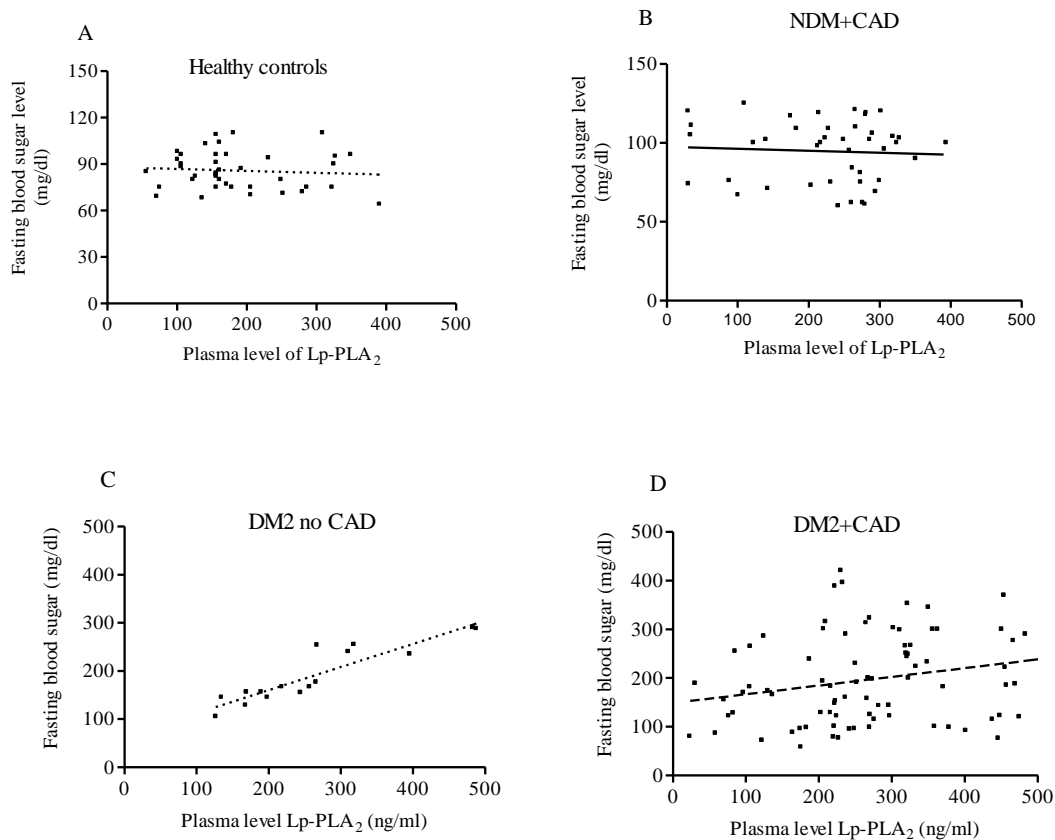 A
Healthy controls
Fasting blood sugar level
(mg/dl)
150
120
90
60
30
0
100 200 300 400 500
Plasma level of Lp-PLA₂
B
NDM+CAD
Fasting blood sugar level
(mg/dl)
150
100
50
0
0 100 200 300 400 500
Plasma level of Lp-PLA₂
C
DM2 no CAD
Fasting blood sugar (mg/dl)
500
400
300
200
100
0
0 100 200 300 400 500
Plasma level Lp-PLA₂ (ng/ml)
D
DM2+CAD
Fasting blood sugar (mg/dl)
500
400
300
200
100
0
0 100 200 300 400 500
Plasma level Lp-PLA₂ (ng/ml)